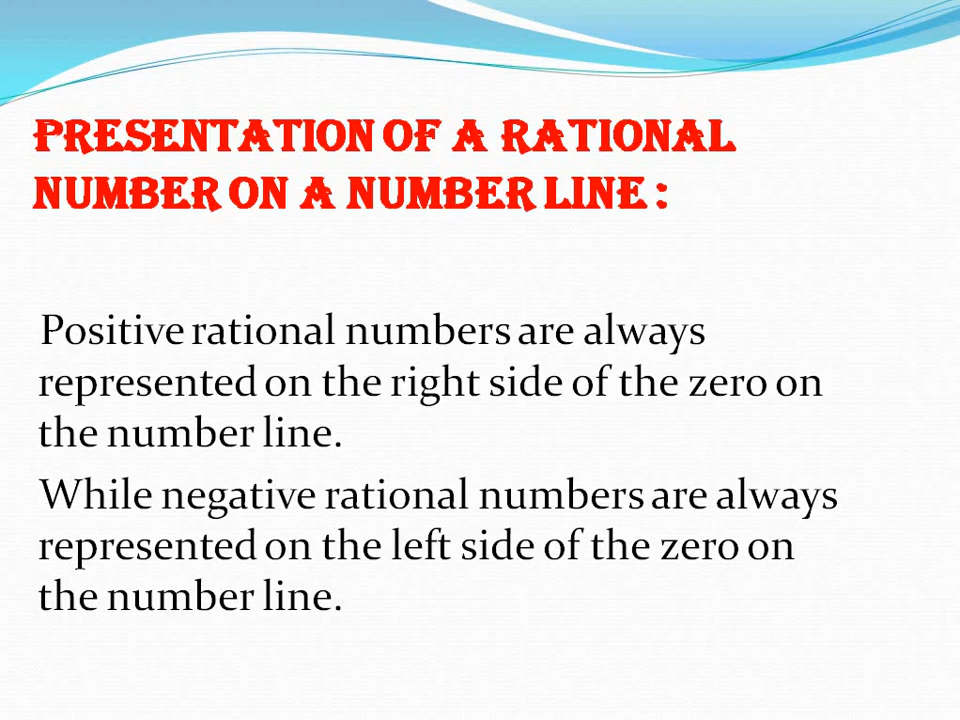 PRESENTATION OF A RATIONAL
NUMBER ON A NUMBER LINE :
Positive rational numbers are always
represented on the right side of the zero on
the number line.
While negative rational numbers are always
represented on the left side of the zero on
the number line.